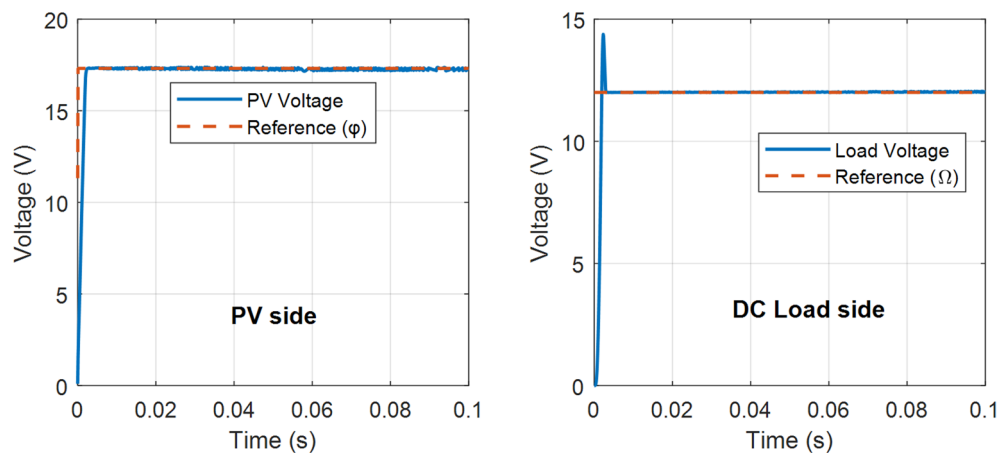 20
15
10
5
0
Voltage (V)
PV Voltage
Reference (φ)
PV side
0 0.02 0.04 0.06 0.08 0.1
Time (s)
15
10
5
0
Voltage (V)
Load Voltage
Reference (Ω)
DC Load side
0 0.02 0.04 0.06 0.08 0.1
Time (s)